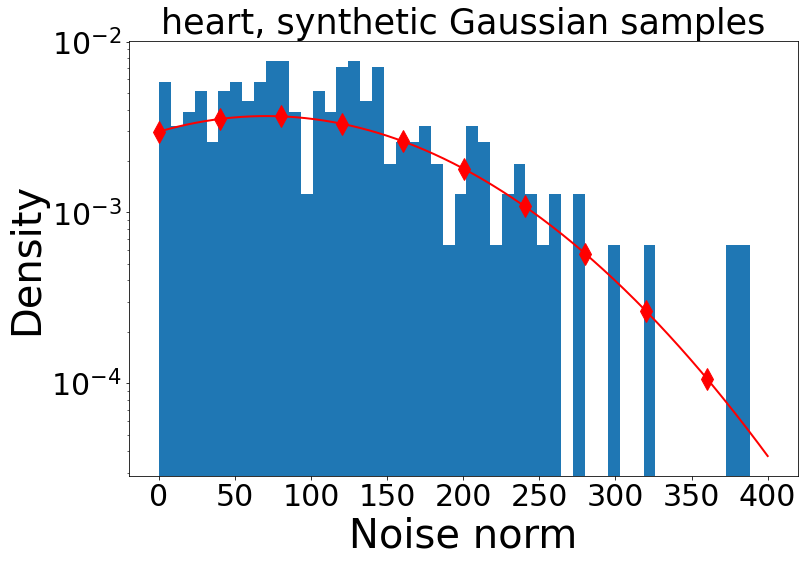 heart, synthetic Gaussian samples
Density
10⁻²
10⁻³
10⁻⁴
0 50 100 150 200 250 300 350 400
Noise norm